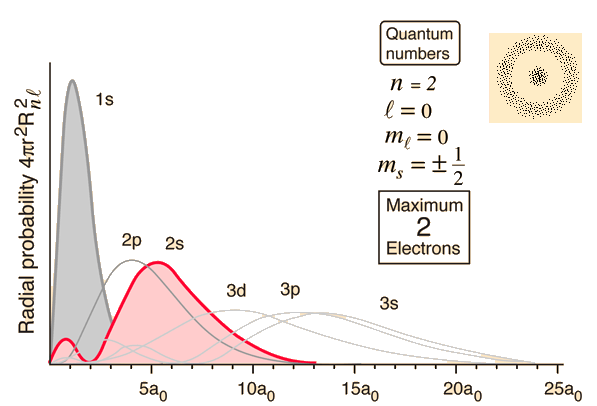 Quantum
numbers
n = 2
ℓ = 0
mℓ = 0
ms = ± 1/2
Maximum
2
Electrons
Radial probability 4πr²R²nℓ
1s
2p
2s
3d
3p
3s
5a₀
10a₀
15a₀
20a₀
25a₀